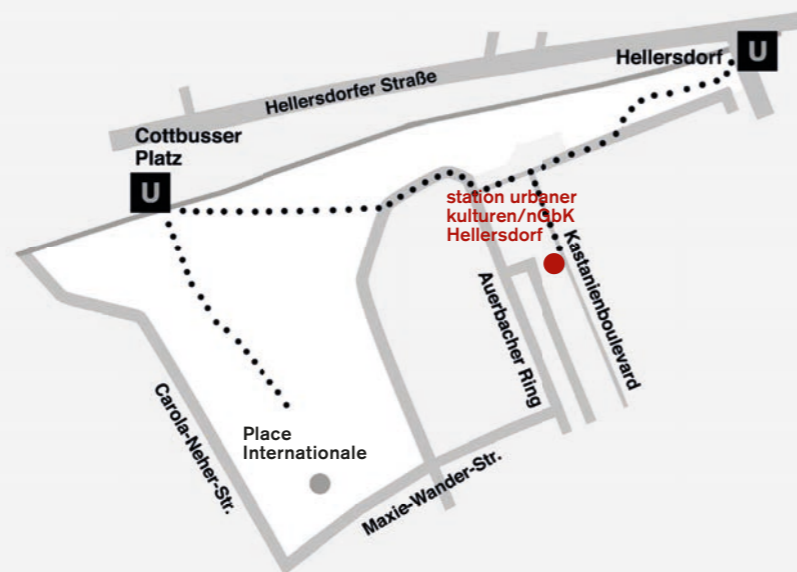 Hellersdorf
U
Hellersdorfer Straße
Cottbusser
Platz
U
station urbaner
kulturen/nGbK
Hellersdorf
Kastanienboulevard
Auerbacher Ring
Carola-Neher-Str.
Place
Internationale
Maxie-Wander-Str.